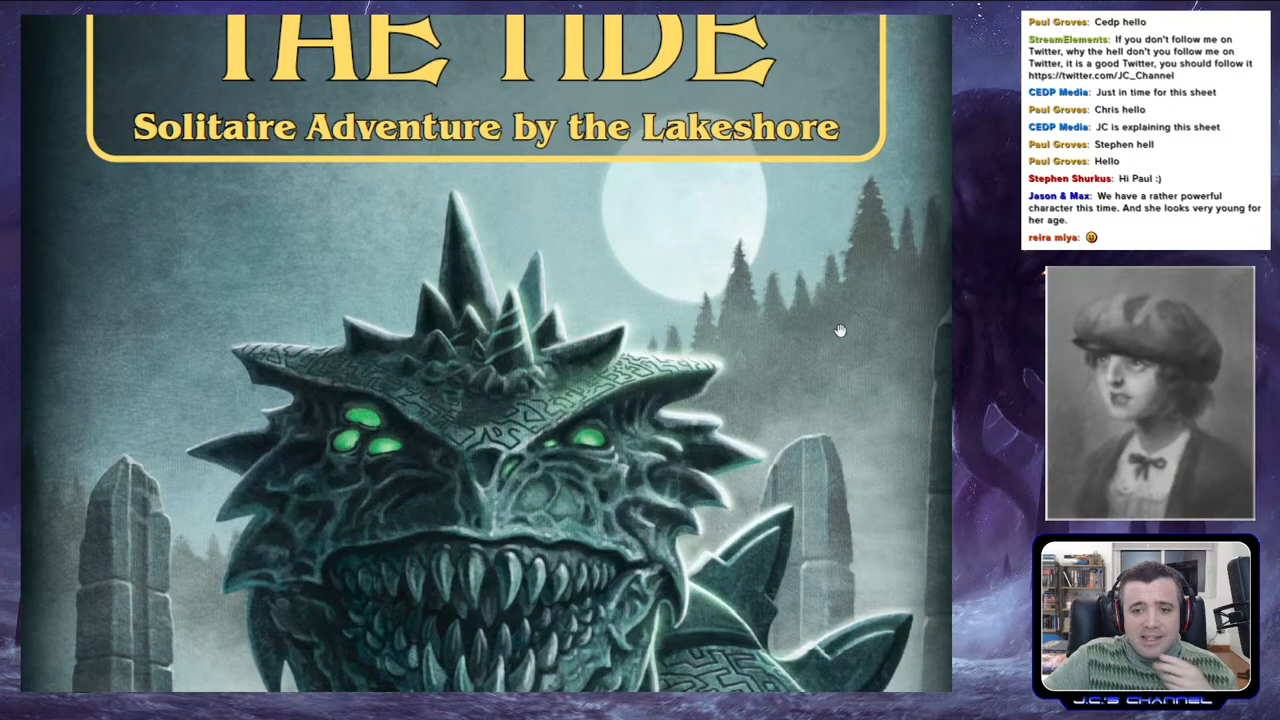 THE TIDE
Solitaire Adventure by the Lakeshore
Paul Groves: Cedp hello
StreamElements: If you don't follow me on
Twitter, why the hell don't you follow me on
Twitter, it is a good Twitter, you should follow it
https://twitter.com/JC_Channel
CEDP Media: Just in time for this sheet
Paul Groves: Chris hello
CEDP Media: JC is explaining this sheet
Paul Groves: Stephen hell
Paul Groves: Hello
Stephen Shurkus: Hi Paul :)
Jason & Max: We have a rather powerful
character this time. And she looks very young for
her age.
reira miya:
J.C.'S CHANNEL